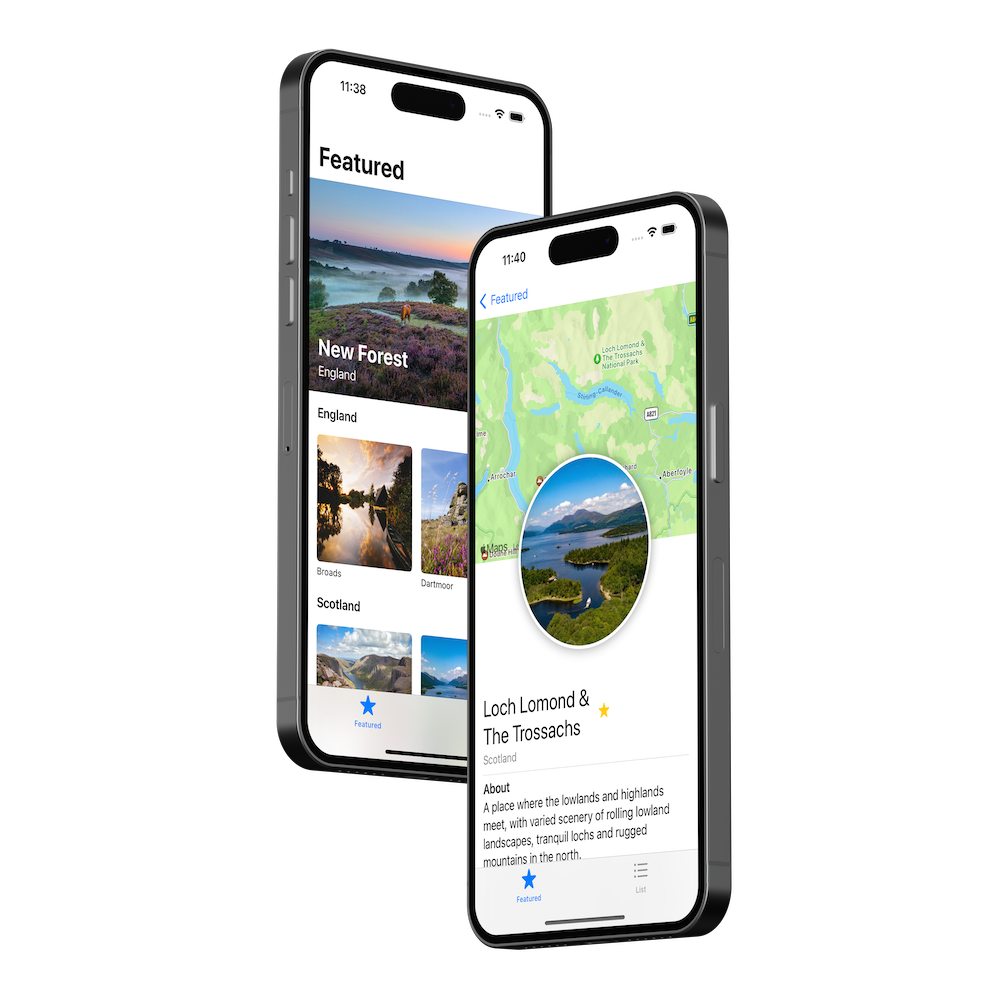 11:38
Featured
New Forest
England
England
Broads
Dartmoor
Scotland
Featured
11:40
Featured
Loch Lomond &
The Trossachs
National Park
Strong-Callander
A821
Arrochar
Aberfoyle
Maps
Loch Lomond &
The Trossachs
Scotland
About
A place where the lowlands and highlands
meet, with varied scenery of rolling lowland
landscapes, tranquil lochs and rugged
mountains in the north.
Featured
List